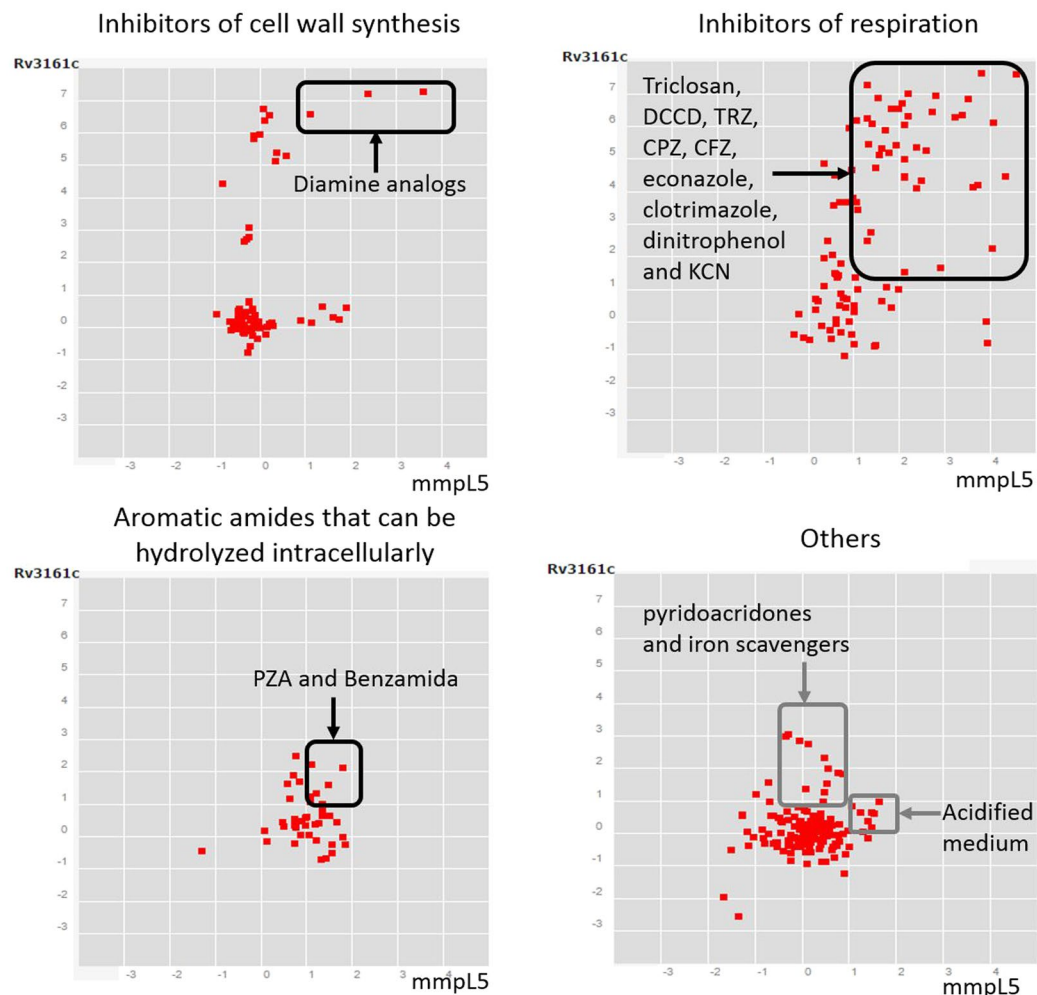 Inhibitors of cell wall synthesis
Rv3161c
7
6
5
4
3
2
1
0
-1
-2
-3
Diamine analogs
-3 -2 -1 0 1 2 3 4
mmpL5
Inhibitors of respiration
Rv3161c
7
6
5
4
3
2
1
0
-1
-2
-3
Triclosan,
DCCD, TRZ,
CPZ, CFZ,
econazole,
clotrimazole,
dinitrophenol
and KCN
-3 -2 -1 0 1 2 3 4
mmpL5
Aromatic amides that can be
hydrolyzed intracellularly
Rv3161c
7
6
5
4
3
2
1
0
-1
-2
-3
PZA and Benzamida
-3 -2 -1 0 1 2 3 4
mmpL5
Others
Rv3161c
7
6
5
4
3
2
1
0
-1
-2
-3
pyridoacridones
and iron scavengers
Acidified
medium
-3 -2 -1 0 1 2 3 4
mmpL5